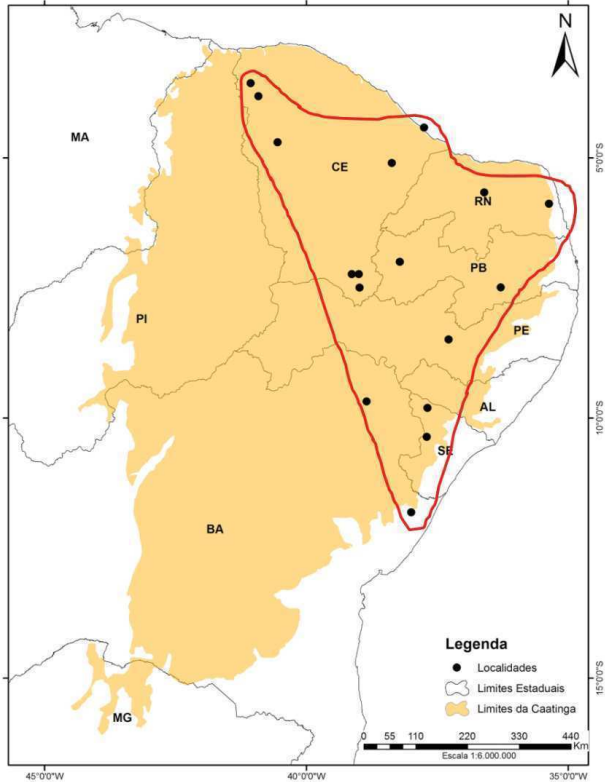 N
MA
CE
RN
PB
PI
PE
AL
SE
BA
MG
5°0'0"S
10°0'0"S
15°0'0"S
Legenda
Localidades
Limites Estaduais
Limites da Caatinga
0 55 110 220 330 440
Km
Escala 1:6.000.000
45°0'0"W 40°0'0"W 35°0'0"W